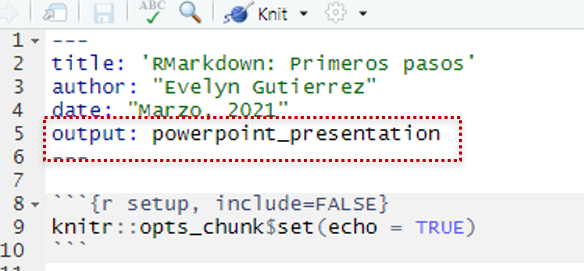 ABC
Knit
1 ---
2 title: 'RMarkdown: Primeros pasos'
3 author: "Evelyn Gutierrez"
4 date: "Marzo, 2021"
5 output: powerpoint_presentation
6 ---
7
8 ```{r setup, include=FALSE}
9 knitr::opts_chunk$set(echo = TRUE)
10 ```